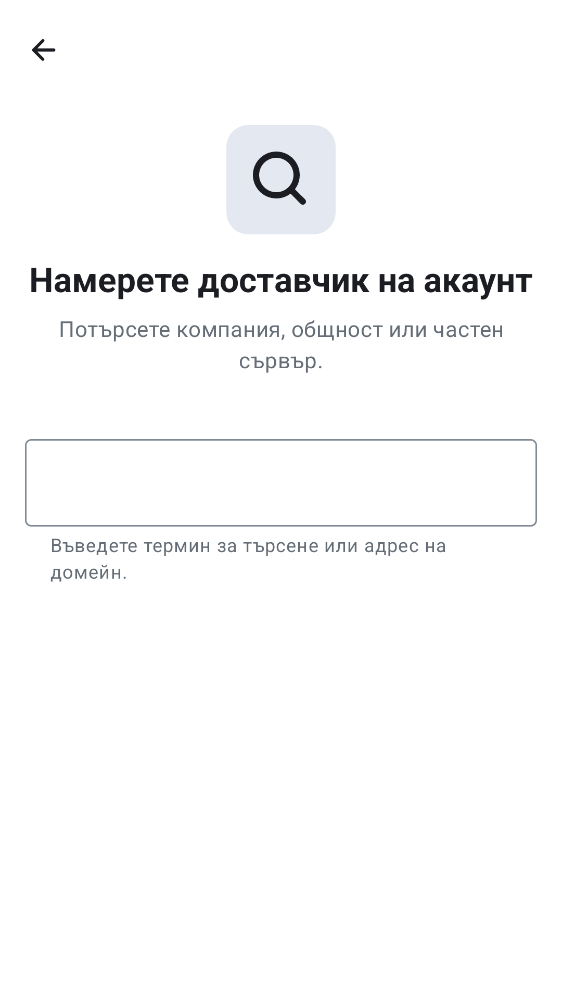 Намерете доставчик на акаунт
Потърсете компания, общност или частен
сървър.
Въведете термин за търсене или адрес на
домейн.